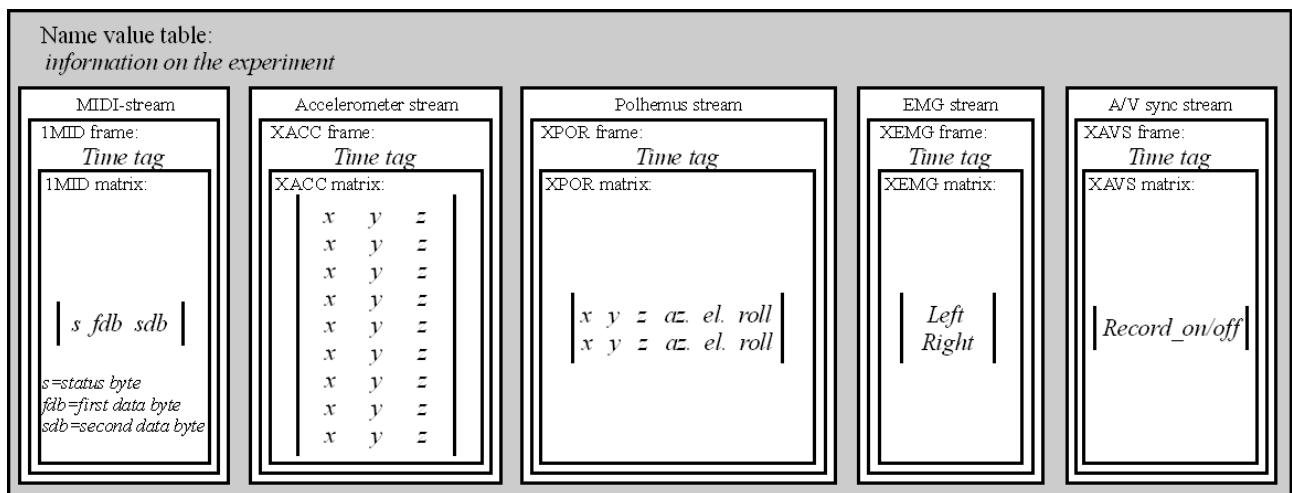 Name value table:
information on the experiment
MIDI-stream
1MID frame:
Time tag
1MID matrix:
s fdb sdb
s=status byte
fdb=first data byte
sdb=second data byte
Accelerometer stream
XACC frame:
Time tag
XACC matrix:
x y z
x y z
x y z
x y z
x y z
x y z
x y z
x y z
x y z
Polhemus stream
XPOR frame:
Time tag
XPOR matrix:
x y z az. el. roll
x y z az. el. roll
EMG stream
XEMG frame:
Time tag
XEMG matrix:
Left
Right
A/V sync stream
XAVS frame:
Time tag
XAVS matrix:
Record_on/off